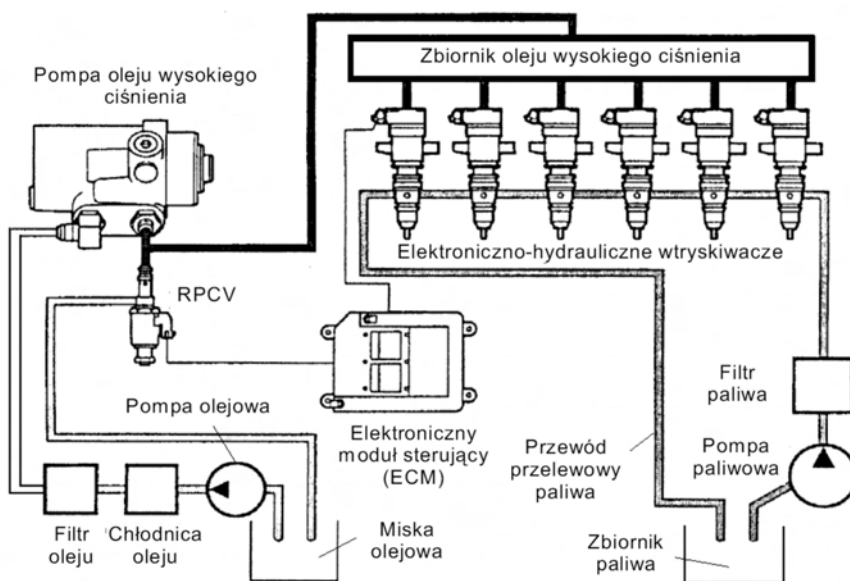 Pompa oleju wysokiego
ciśnienia
Zbiornik oleju wysokiego ciśnienia
Elektroniczno-hydrauliczne wtryskiwacze
RPCV
Pompa olejowa
Elektroniczny
moduł sterujący
(ECM)
Przewód
przelewowy
paliwa
Filtr
paliwa
Pompa
paliwowa
Filtr
oleju
Chłodnica
oleju
Miska
olejowa
Zbiornik
paliwa